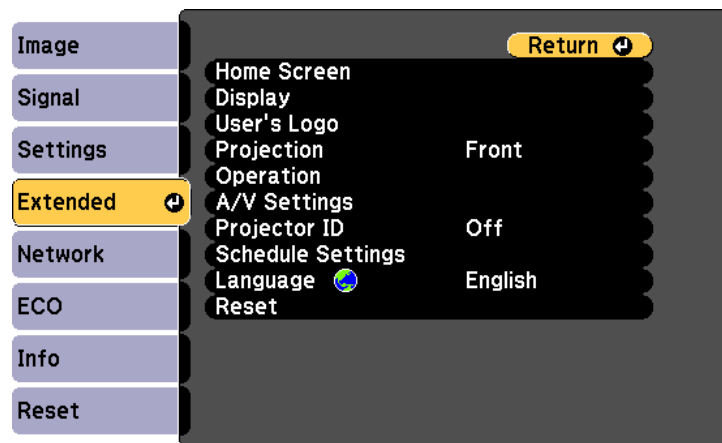 Image
Signal
Settings
Extended
Network
ECO
Info
Reset
Return
Home Screen
Display
User's Logo
Projection Front
Operation
A/V Settings
Projector ID Off
Schedule Settings
Language English
Reset